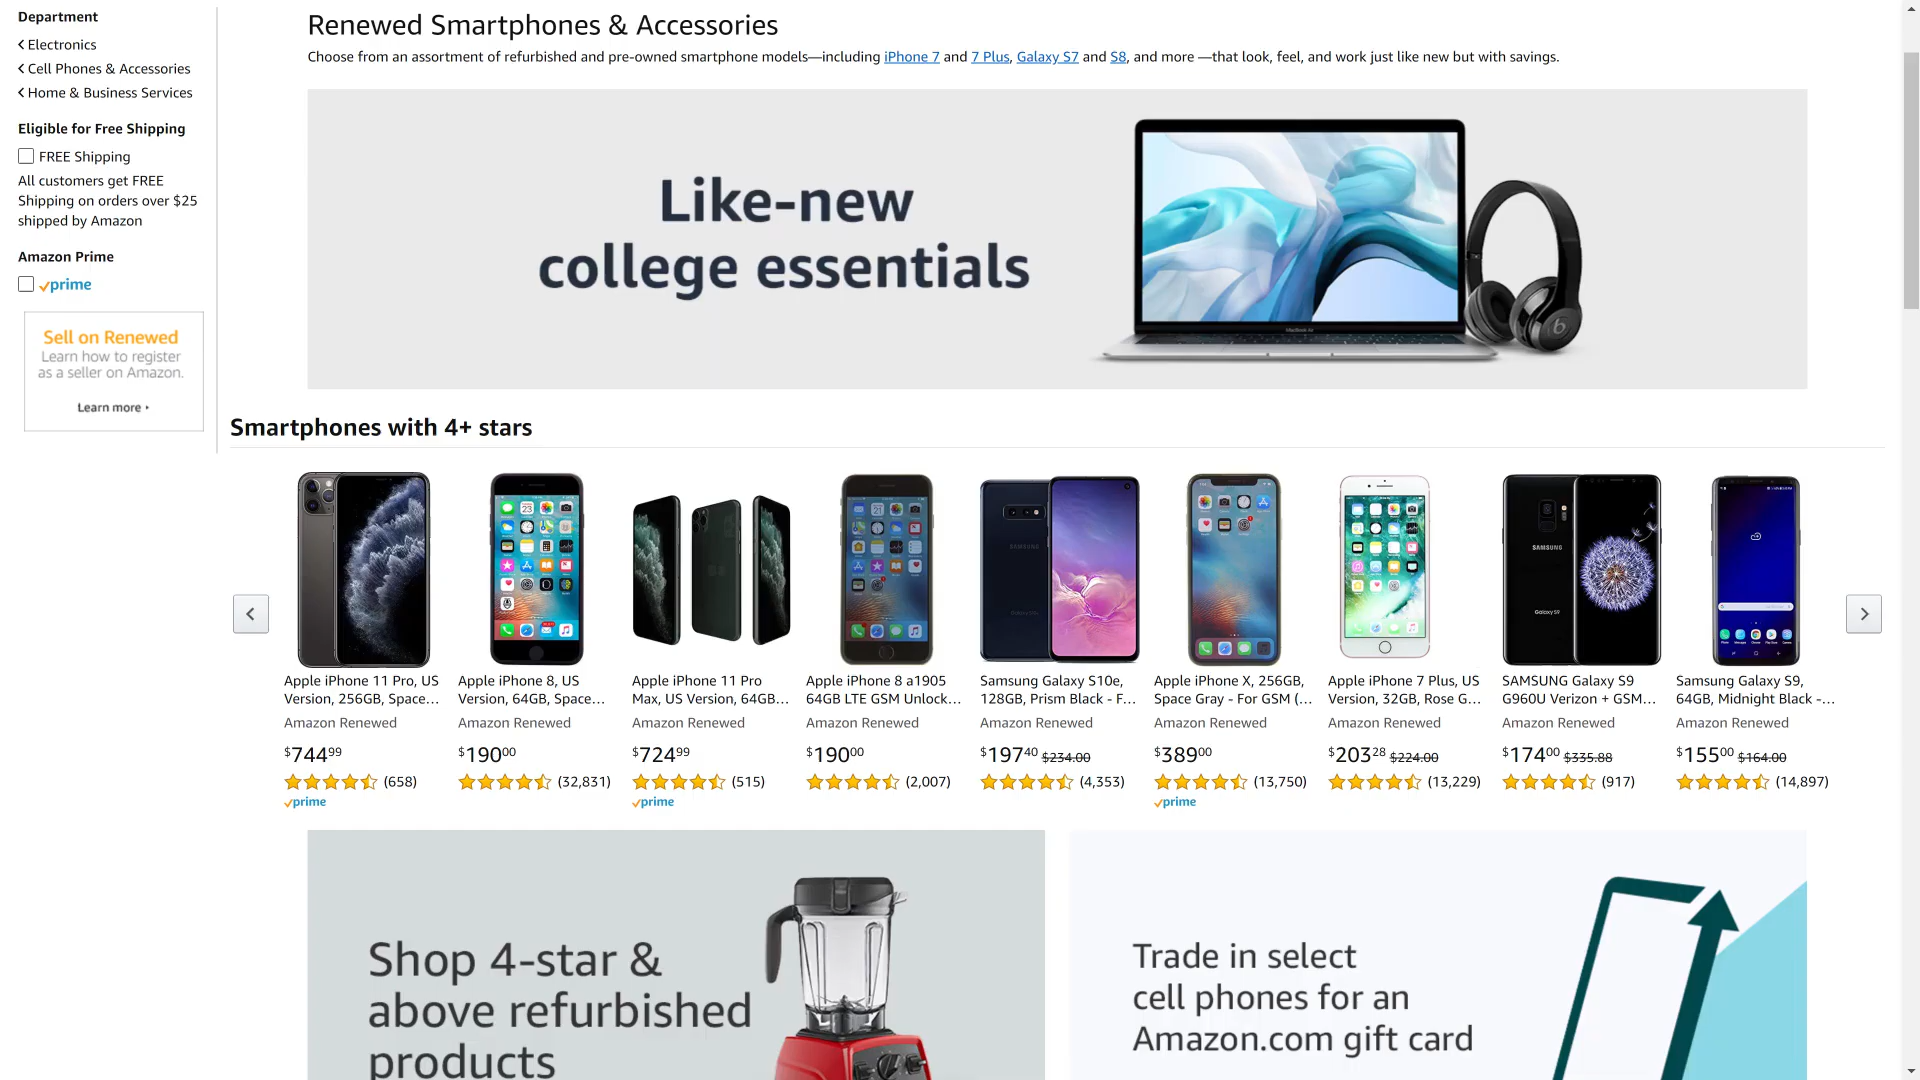 Department
Electronics
Cell Phones & Accessories
Home & Business Services
Eligible for Free Shipping
FREE Shipping
All customers get FREE
Shipping on orders over $25
shipped by Amazon
Amazon Prime
prime
Sell on Renewed
Learn how to register
as a seller on Amazon.
Learn more
Renewed Smartphones & Accessories
Choose from an assortment of refurbished and pre-owned smartphone models—including iPhone 7 and 7 Plus, Galaxy S7 and S8, and more —that look, feel, and work just like new but with savings.
Like-new
college essentials
MacBook Air
Smartphones with 4+ stars
SAMSUNG
Galaxy S9
Apple iPhone 11 Pro, US
Version, 256GB, Space…
Amazon Renewed
$744.99
(658)
prime
Apple iPhone 8, US
Version, 64GB, Space…
Amazon Renewed
$190.00
(32,831)
Apple iPhone 11 Pro
Max, US Version, 64GB…
Amazon Renewed
$724.99
(515)
prime
Apple iPhone 8 a1905
64GB LTE GSM Unlock…
Amazon Renewed
$190.00
(2,007)
Samsung Galaxy S10e,
128GB, Prism Black - F…
Amazon Renewed
$197.40 $234.00
(4,353)
Apple iPhone X, 256GB,
Space Gray - For GSM (…
Amazon Renewed
$389.00
(13,750)
prime
Apple iPhone 7 Plus, US
Version, 32GB, Rose G…
Amazon Renewed
$203.28 $224.00
(13,229)
SAMSUNG Galaxy S9
G960U Verizon + GSM…
Amazon Renewed
$174.00 $335.88
(917)
Samsung Galaxy S9,
64GB, Midnight Black -…
Amazon Renewed
$155.00 $164.00
(14,897)
Shop 4-star &
above refurbished
products
Trade in select
cell phones for an
Amazon.com gift card